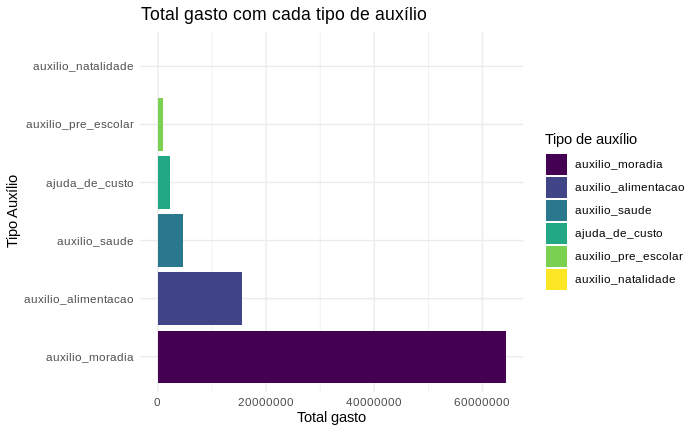 Total gasto com cada tipo de auxílio
Tipo Auxílio
auxilio_natalidade
auxilio_pre_escolar
ajuda_de_custo
auxilio_saude
auxilio_alimentacao
auxilio_moradia
0 20000000 40000000 60000000
Total gasto
Tipo de auxílio
auxilio_moradia
auxilio_alimentacao
auxilio_saude
ajuda_de_custo
auxilio_pre_escolar
auxilio_natalidade